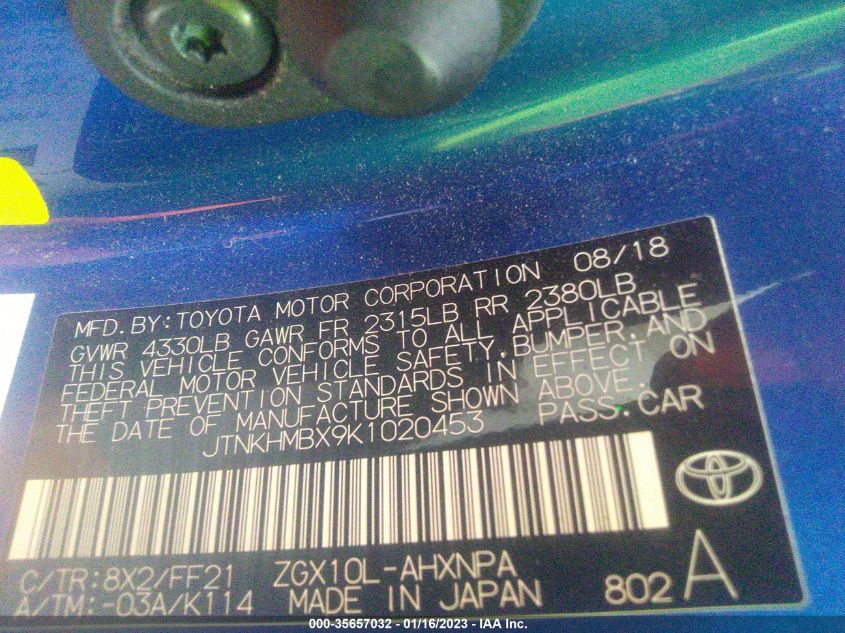 MFD. BY: TOYOTA MOTOR CORPORATION 08/18
GVWR 4330LB GAWR FR 2315LB RR 2380LB
THIS VEHICLE CONFORMS TO ALL APPLICABLE
FEDERAL MOTOR VEHICLE SAFETY, BUMPER, AND
THEFT PREVENTION STANDARDS IN EFFECT ON
THE DATE OF MANUFACTURE SHOWN ABOVE.
JTNKHMBX9K1020453 PASS. CAR
C/TR: 8X2/FF21 ZGX10L-AHXNPA
A/TM: -03A/K114 MADE IN JAPAN 802 A
000-35657032 - 01/16/2023 - IAA Inc.